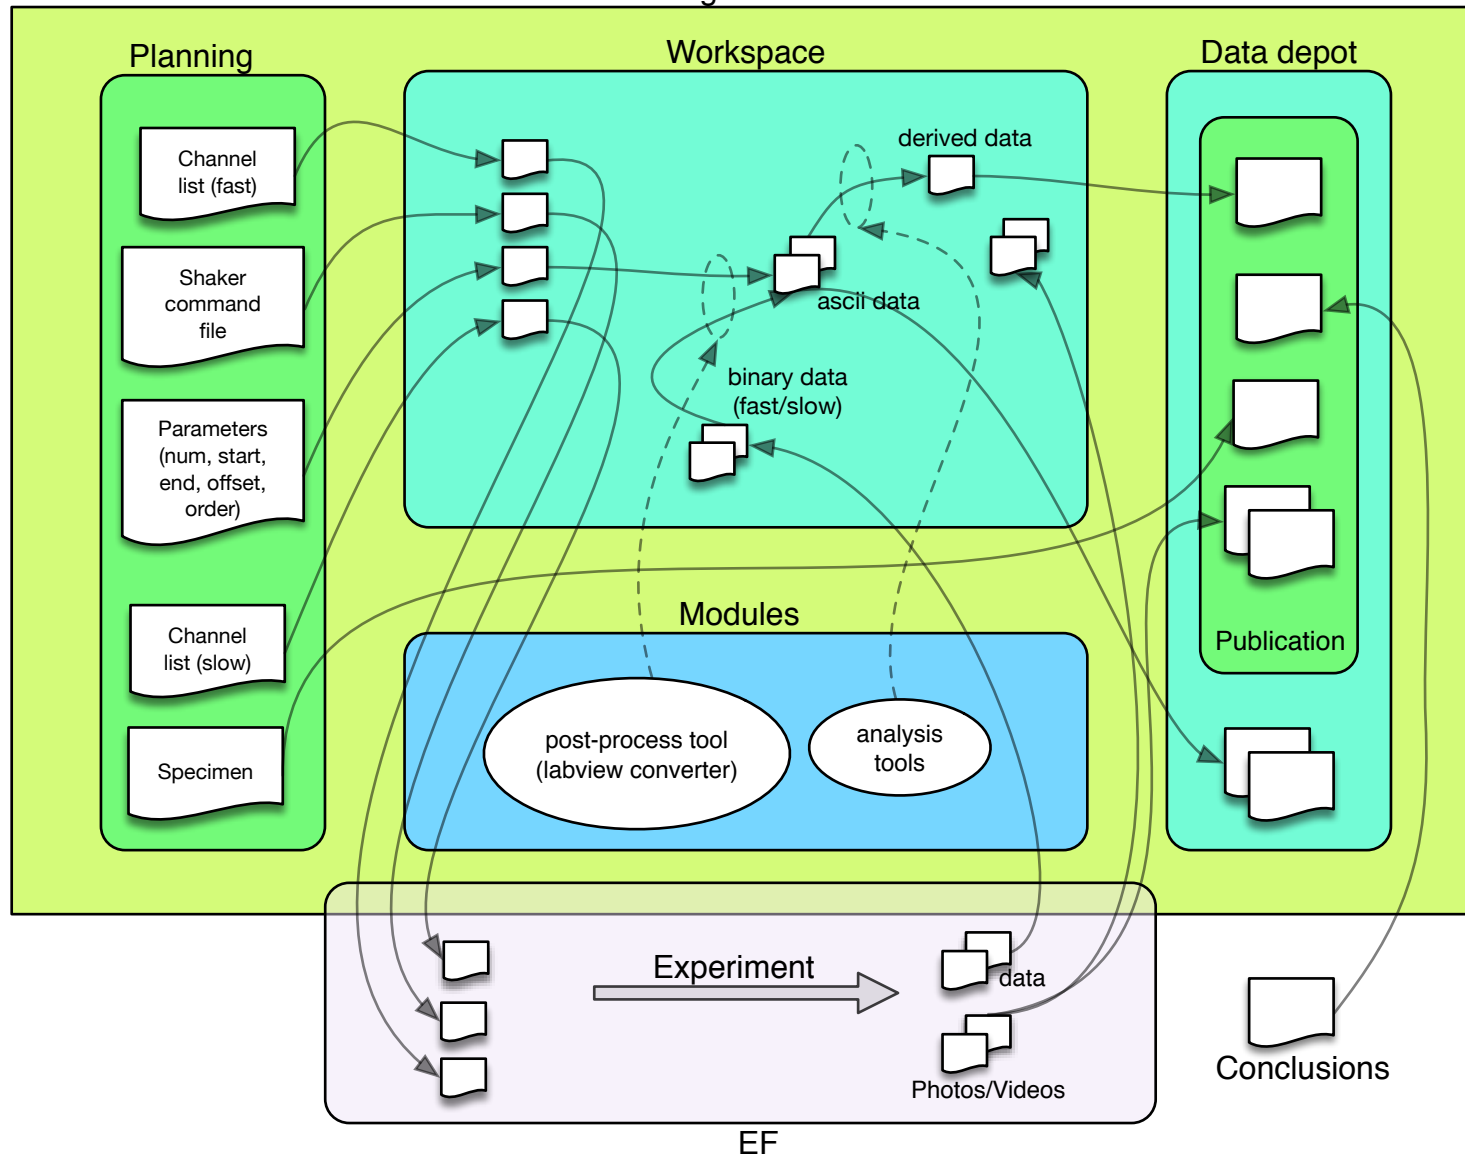 Planning
Workspace
Data depot
Channel
list (fast)
Shaker
command
file
Parameters
(num, start,
end, offset,
order)
Channel
list (slow)
Specimen
derived data
ascii data
binary data
(fast/slow)
Publication
Modules
post-process tool
(labview converter)
analysis
tools
Experiment
data
Photos/Videos
Conclusions
EF